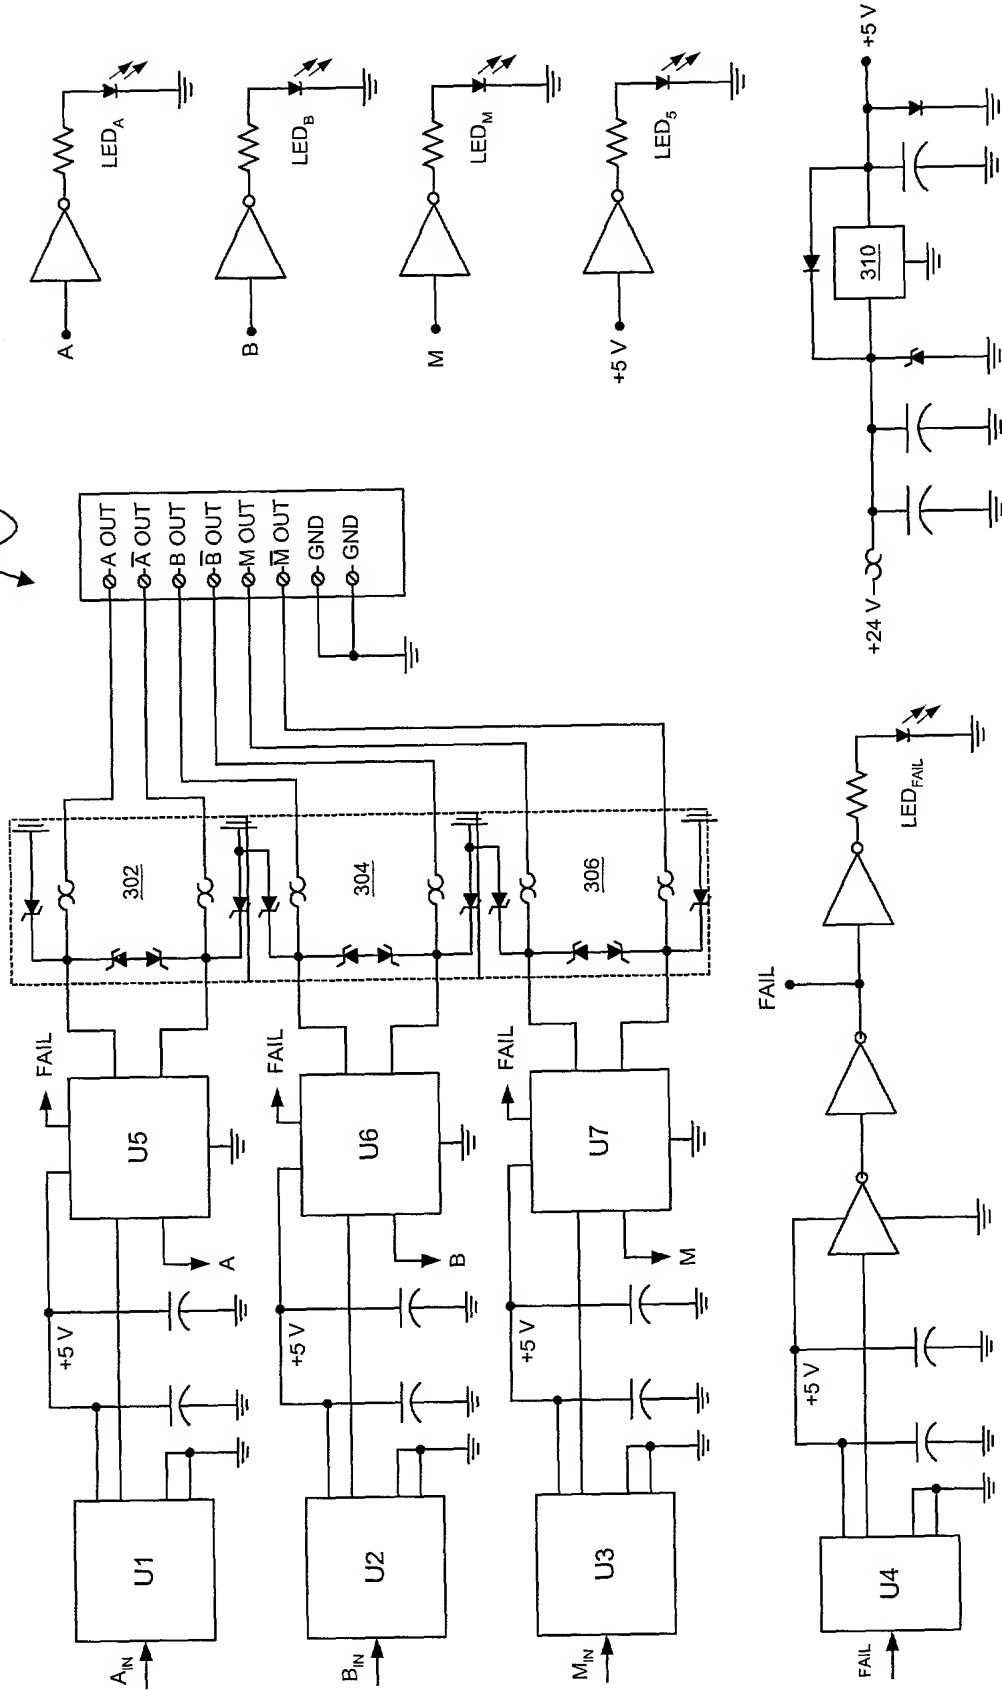 A
LED_A
B
LED_B
M
LED_M
+5 V
LED_5
A OUT
A̅ OUT
B OUT
B̅ OUT
M OUT
M̅ OUT
GND
GND
302
304
306
FAIL
U5
A
+5 V
U1
A_IN
FAIL
U6
B
+5 V
U2
B_IN
FAIL
U7
M
+5 V
U3
M_IN
FAIL
U4
+5 V
FAIL
LED_FAIL
+24 V
310
+5 V